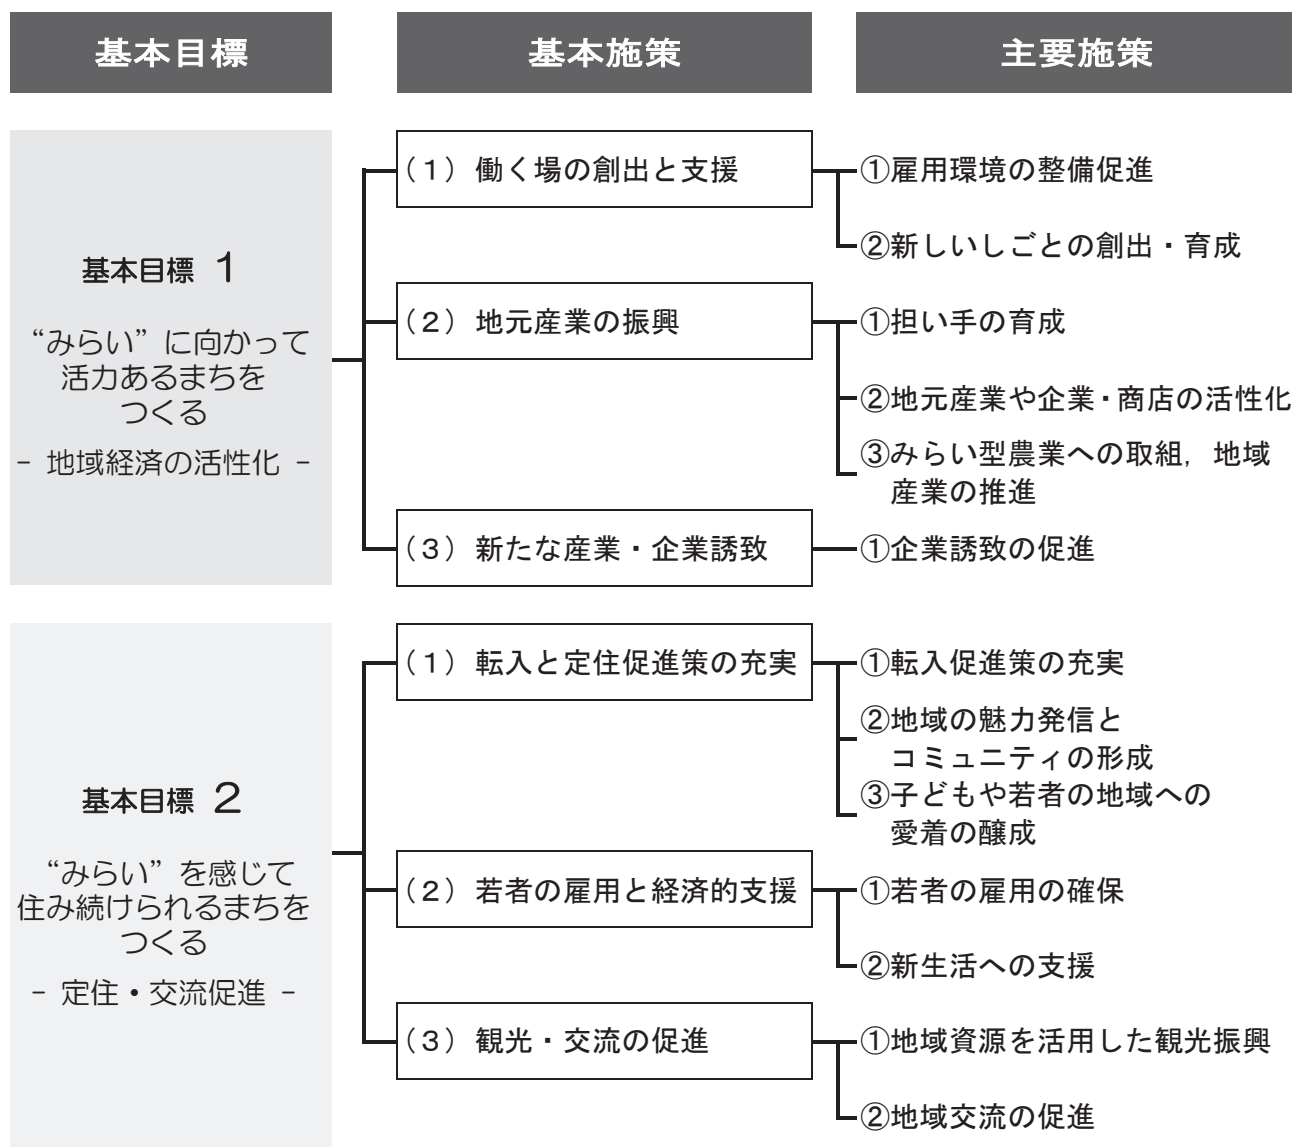 基本目標
基本施策
主要施策
基本目標 1
“みらい”に向かって
活力あるまちを
つくる
- 地域経済の活性化 -
（１）働く場の創出と支援
①雇用環境の整備促進
②新しいしごとの創出・育成
（２）地元産業の振興
①担い手の育成
②地元産業や企業・商店の活性化
③みらい型農業への取組，地域
産業の推進
（３）新たな産業・企業誘致
①企業誘致の促進
基本目標 2
“みらい”を感じて
住み続けられるまちを
つくる
- 定住・交流促進 -
（１）転入と定住促進策の充実
①転入促進策の充実
②地域の魅力発信と
コミュニティの形成
③子どもや若者の地域への
愛着の醸成
（２）若者の雇用と経済的支援
①若者の雇用の確保
②新生活への支援
（３）観光・交流の促進
①地域資源を活用した観光振興
②地域交流の促進